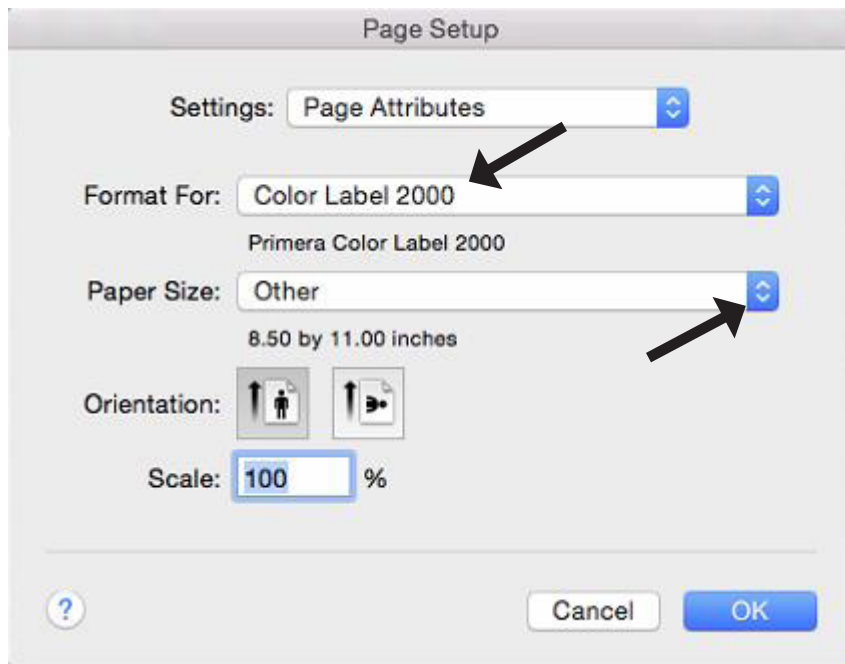 Page Setup
Settings: Page Attributes
Format For: Color Label 2000
Primera Color Label 2000
Paper Size: Other
8.50 by 11.00 inches
Orientation:
Scale: 100 %
? Cancel OK